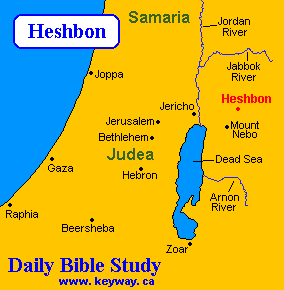 Samaria
Jordan
River
Heshbon
Jabbok
River
Joppa
Jericho
Heshbon
Jerusalem
Mount
Nebo
Bethlehem
Judea
Dead Sea
Gaza
Hebron
Arnon
River
Raphia
Beersheba
Zoar
Daily Bible Study
www.keyway.ca